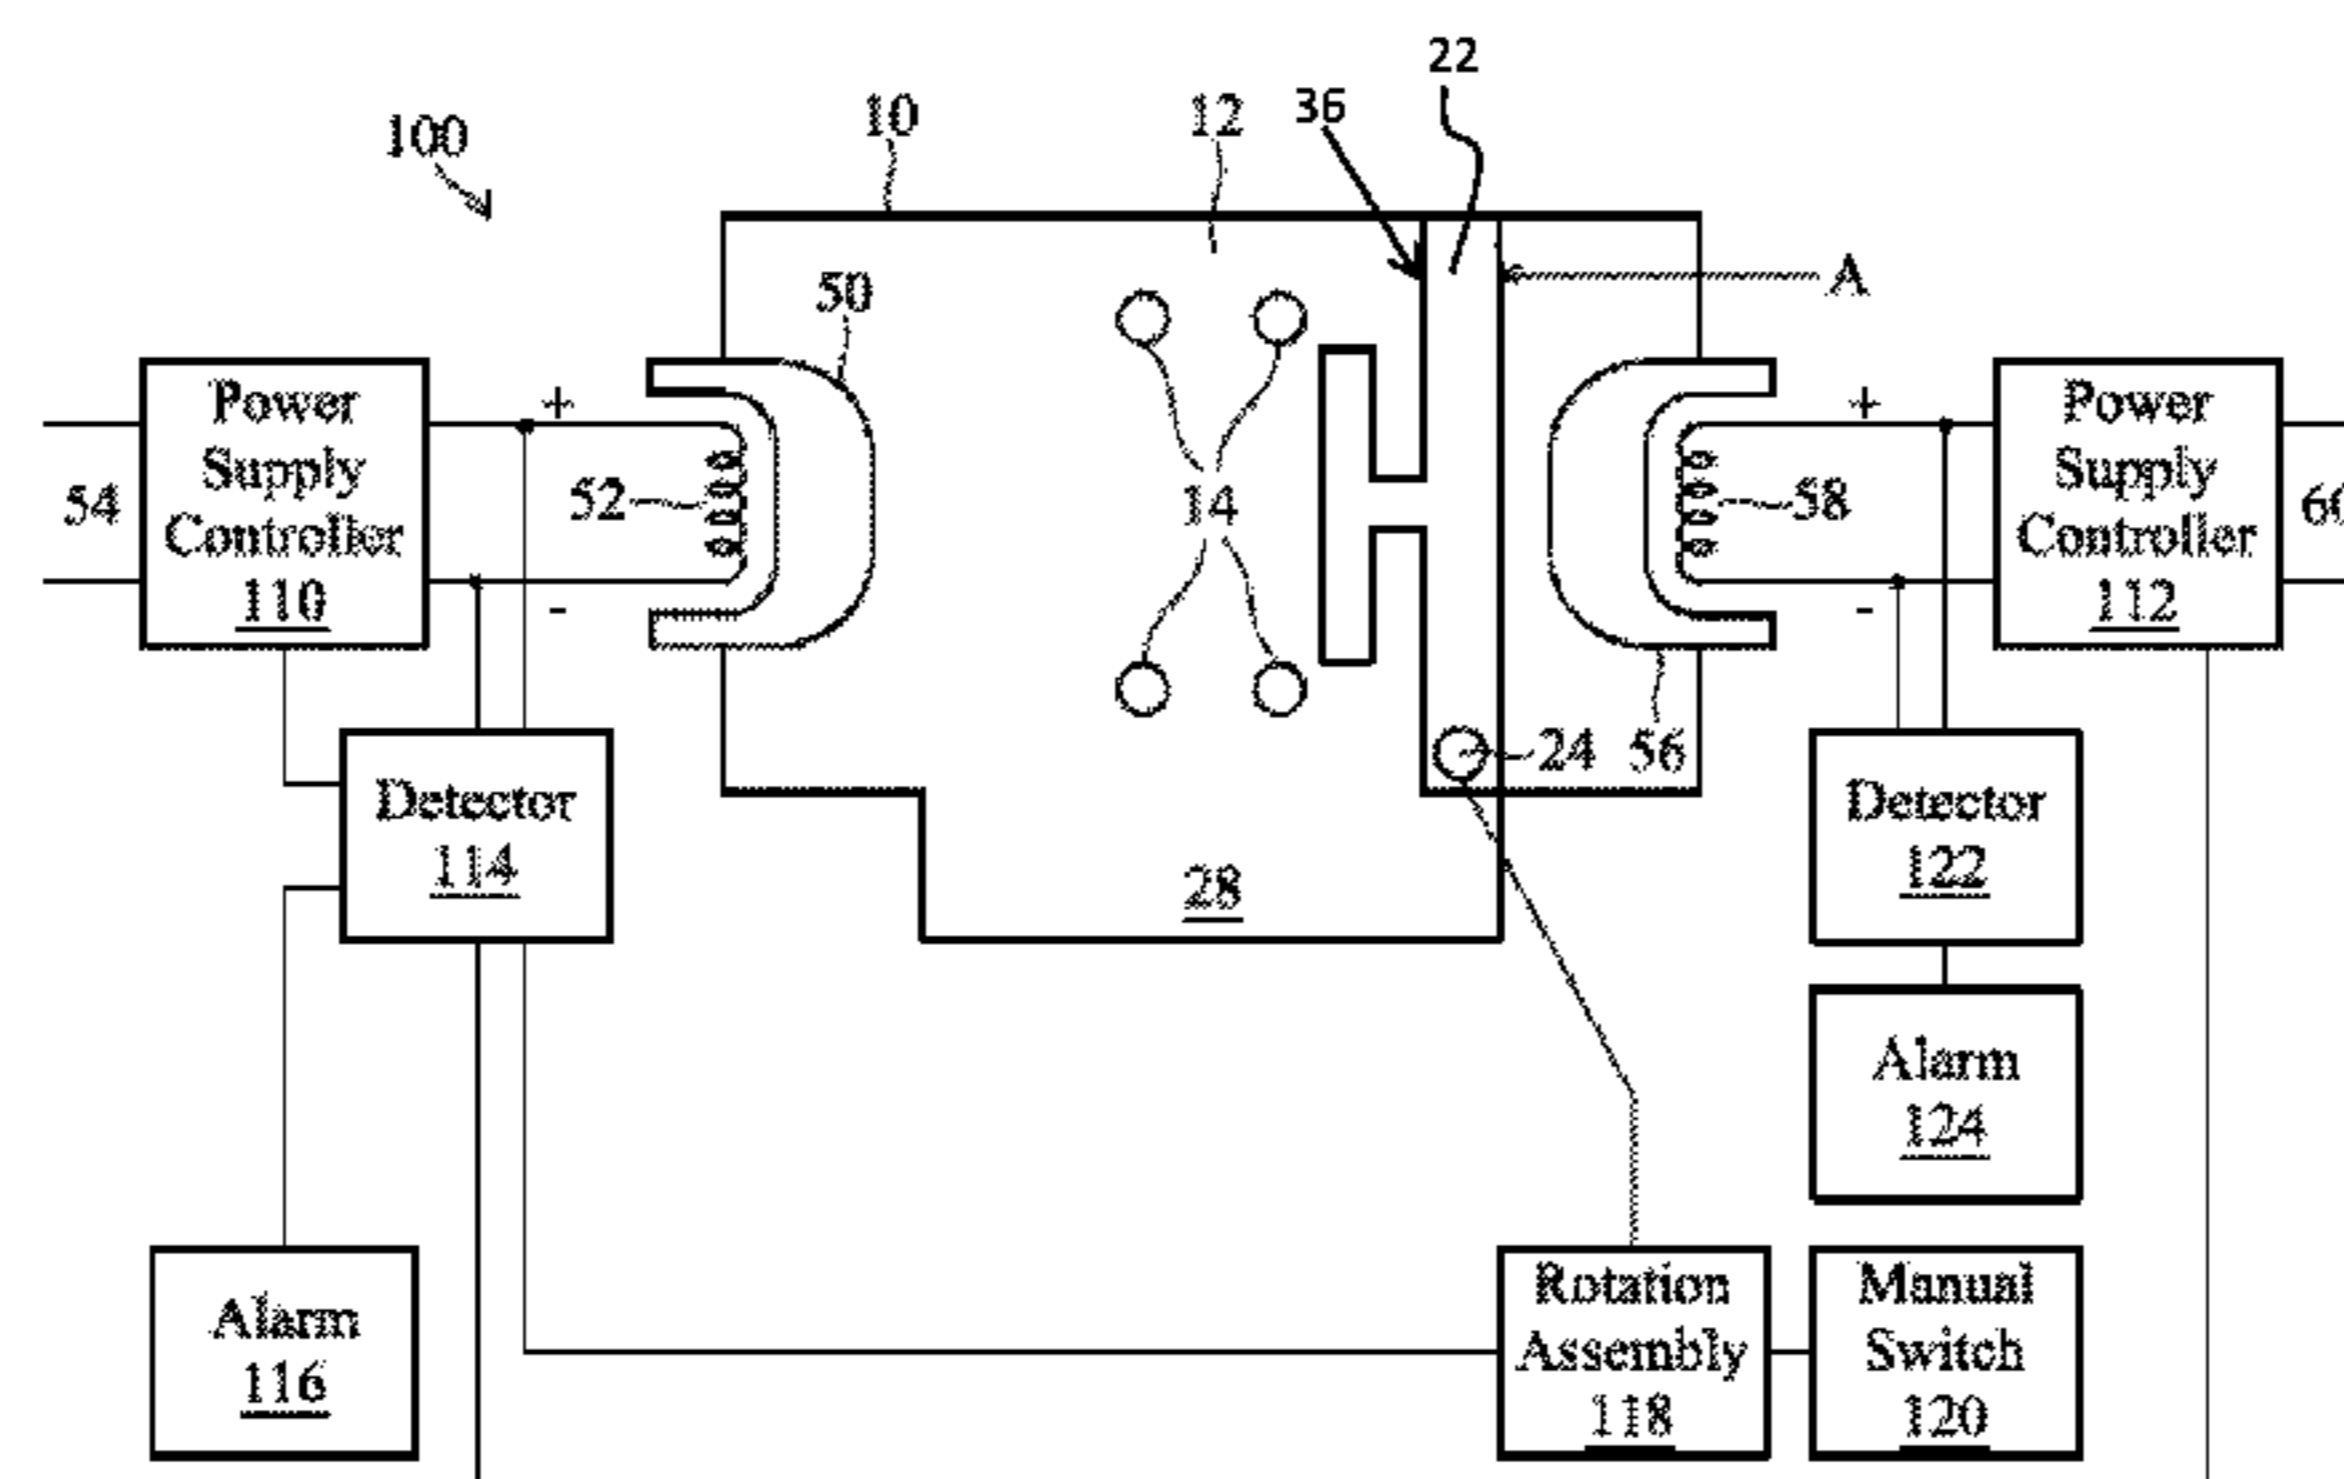 22
36
10
12
100
50
A
Power
Supply
Controller
110
54
+
-
52
14
58
+
-
Power
Supply
Controller
112
24
56
Detector
114
28
Detector
122
Alarm
124
Alarm
116
Rotation
Assembly
118
Manual
Switch
120